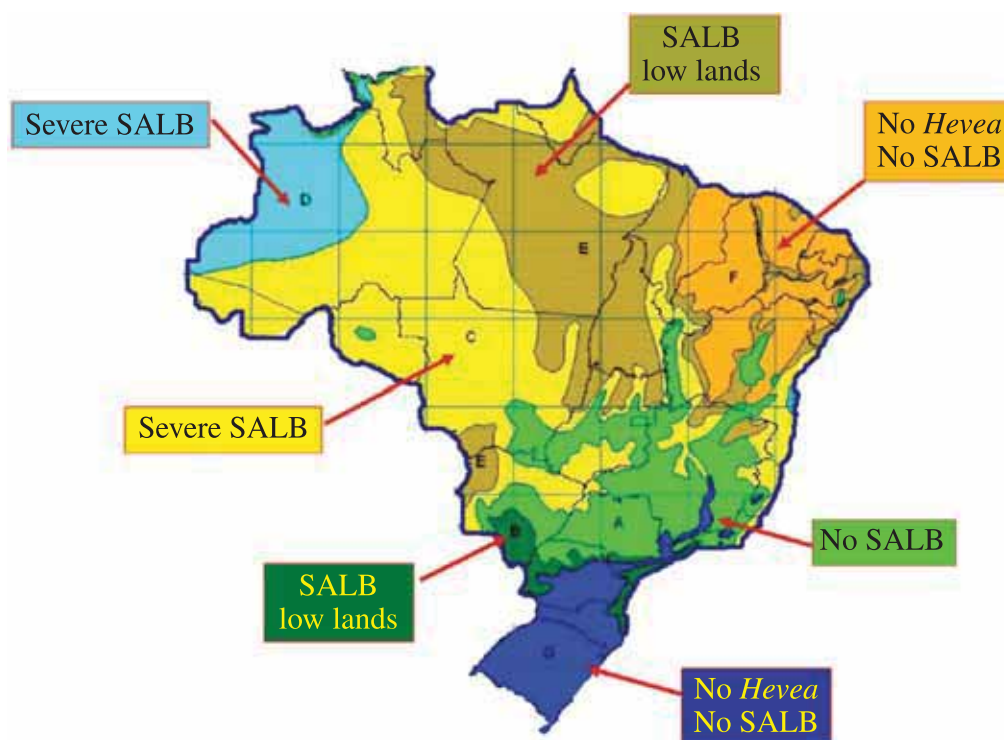 SALB
low lands
Severe SALB
No Hevea
No SALB
D
E
F
C
Severe SALB
E
A
B
No SALB
SALB
low lands
G
No Hevea
No SALB